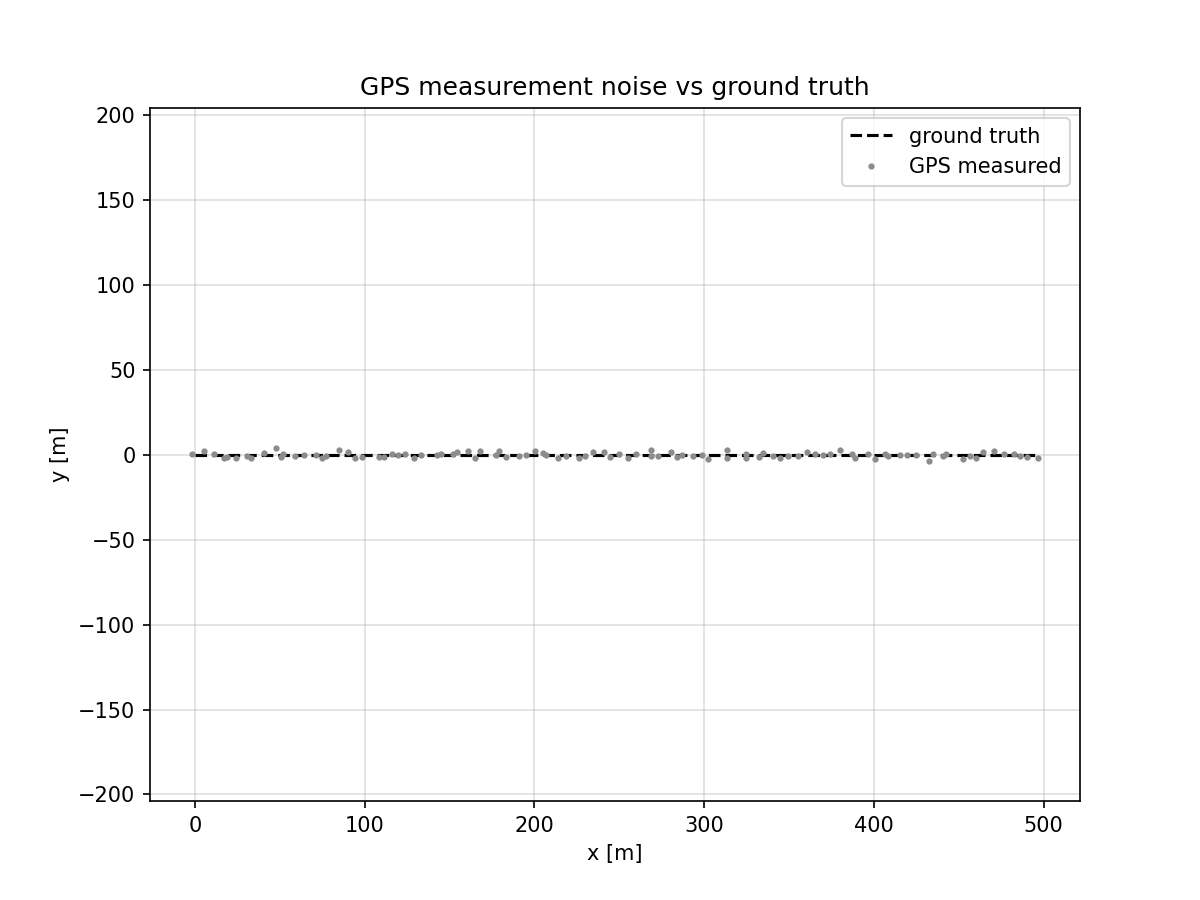 GPS measurement noise vs ground truth
200
150
100
50
0
−50
−100
−150
−200
y [m]
ground truth
GPS measured
0 100 200 300 400 500
x [m]